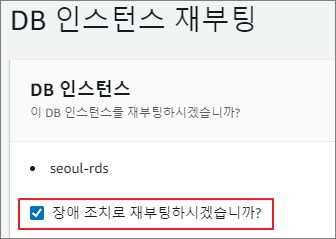 DB 인스턴스 재부팅
DB 인스턴스
이 DB 인스턴스를 재부팅하시겠습니까?
seoul-rds
장애 조치로 재부팅하시겠습니까?